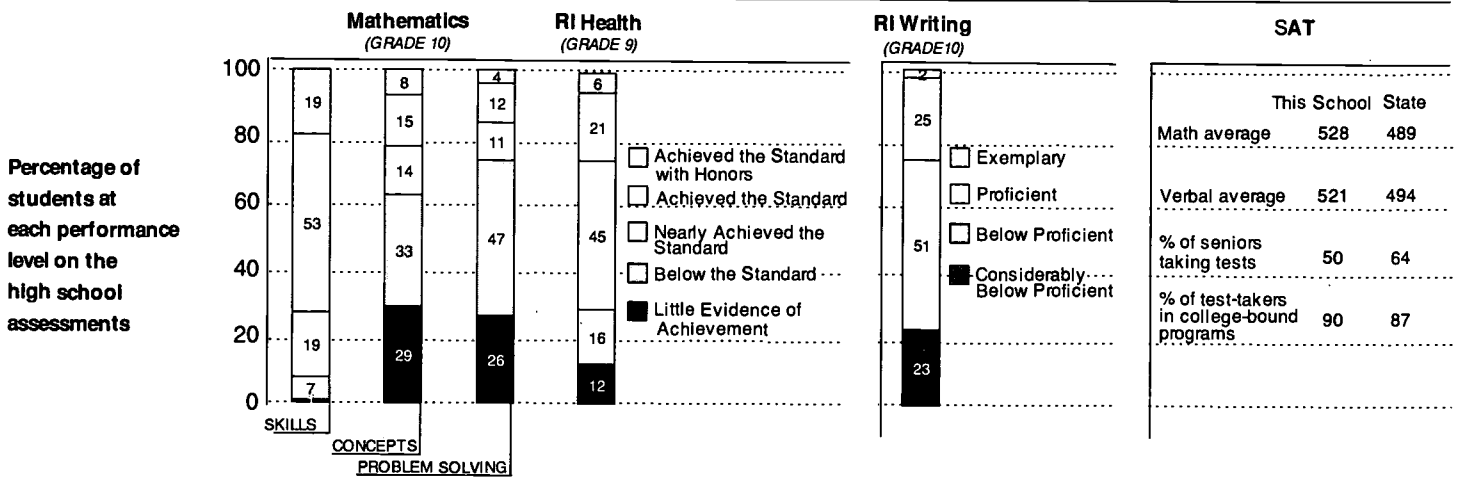 Mathematics
(GRADE 10)
RI Health
(GRADE 9)
RI Writing
(GRADE10)
SAT
Percentage of
students at
each performance
level on the
high school
assessments
100
80
60
40
20
0
19
53
19
7
8
15
14
33
29
4
12
11
47
26
6
21
45
16
12
SKILLS
CONCEPTS
PROBLEM SOLVING
Achieved the Standard
with Honors
Achieved the Standard
Nearly Achieved the
Standard
Below the Standard
Little Evidence of
Achievement
2
25
51
23
Exemplary
Proficient
Below Proficient
Considerably
Below Proficient
This School State
Math average 528 489
Verbal average 521 494
% of seniors
taking tests 50 64
% of test-takers
in college-bound 90 87
programs